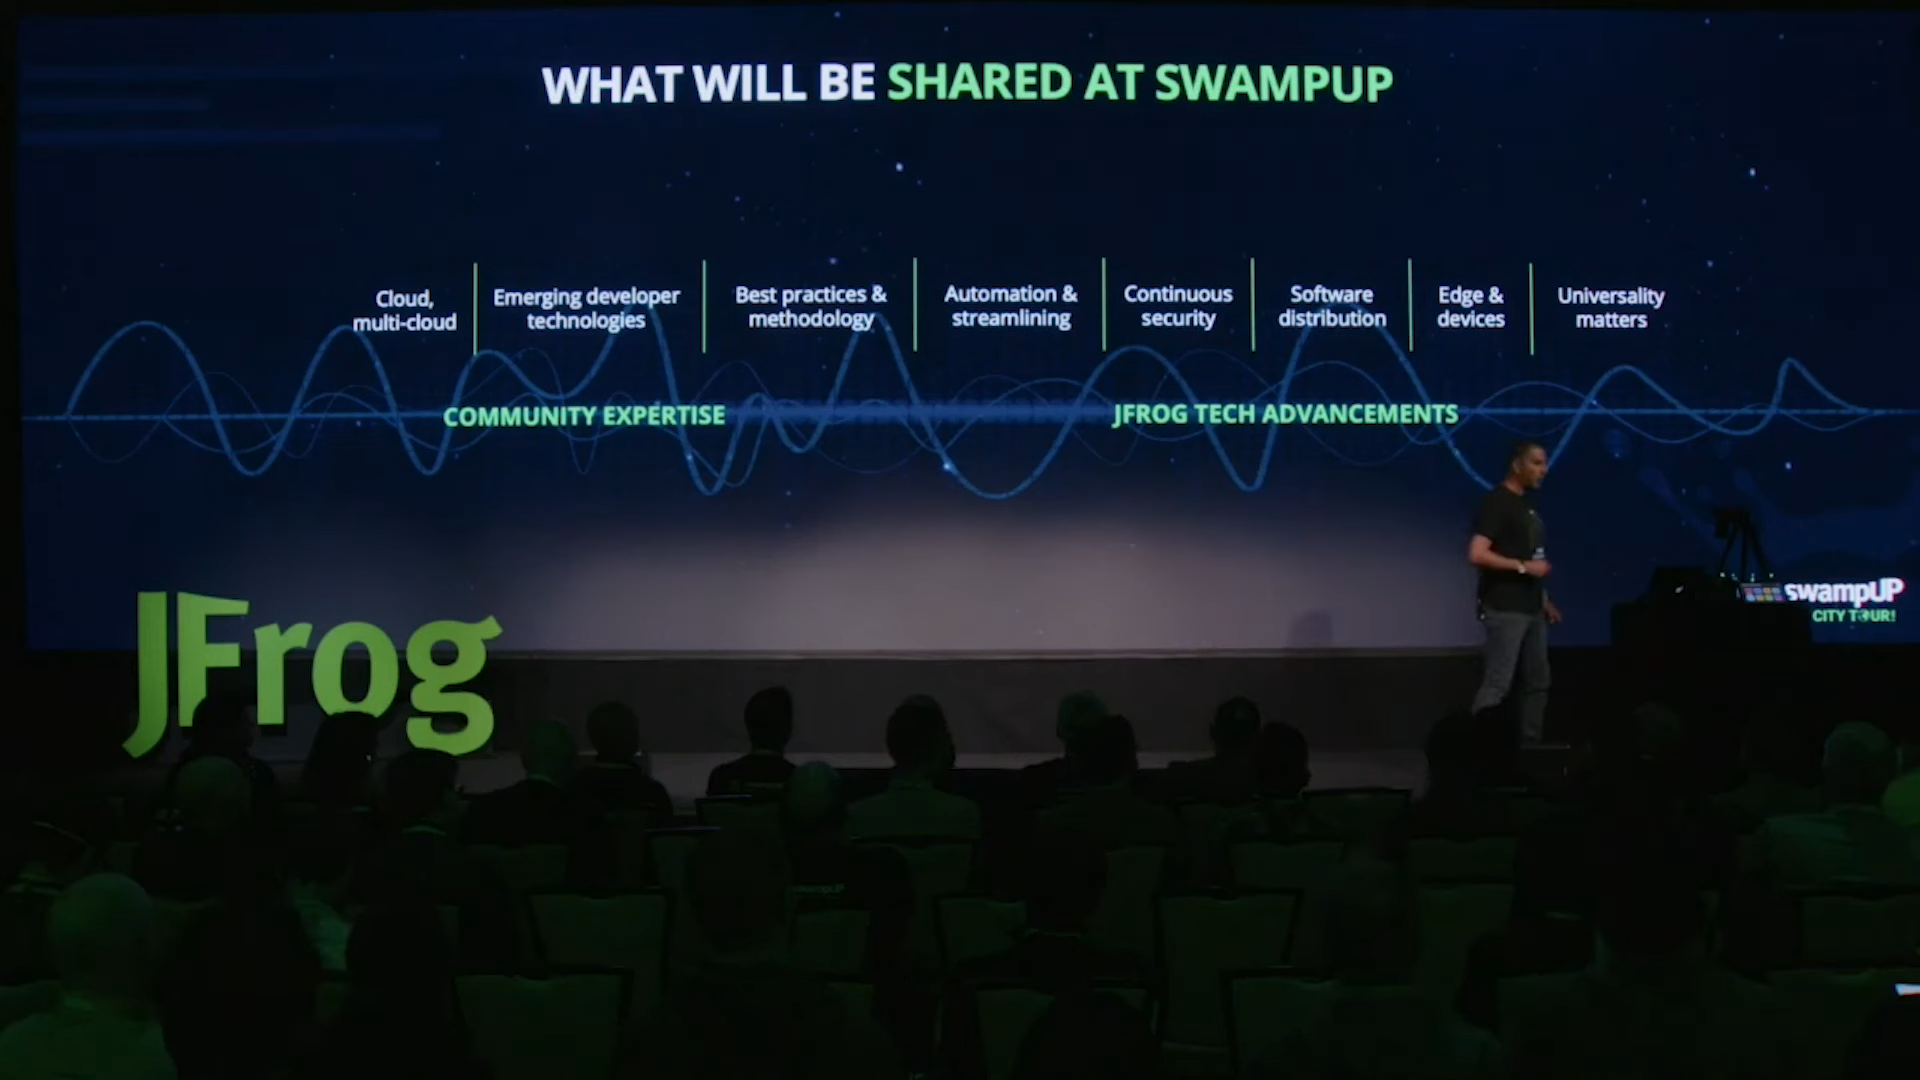 WHAT WILL BE SHARED AT SWAMPUP
Cloud,
multi-cloud
Emerging developer
technologies
Best practices &
methodology
Automation &
streamlining
Continuous
security
Software
distribution
Edge &
devices
Universality
matters
COMMUNITY EXPERTISE
JFROG TECH ADVANCEMENTS
swampUP
CITY TOUR!
JFrog
swampUP